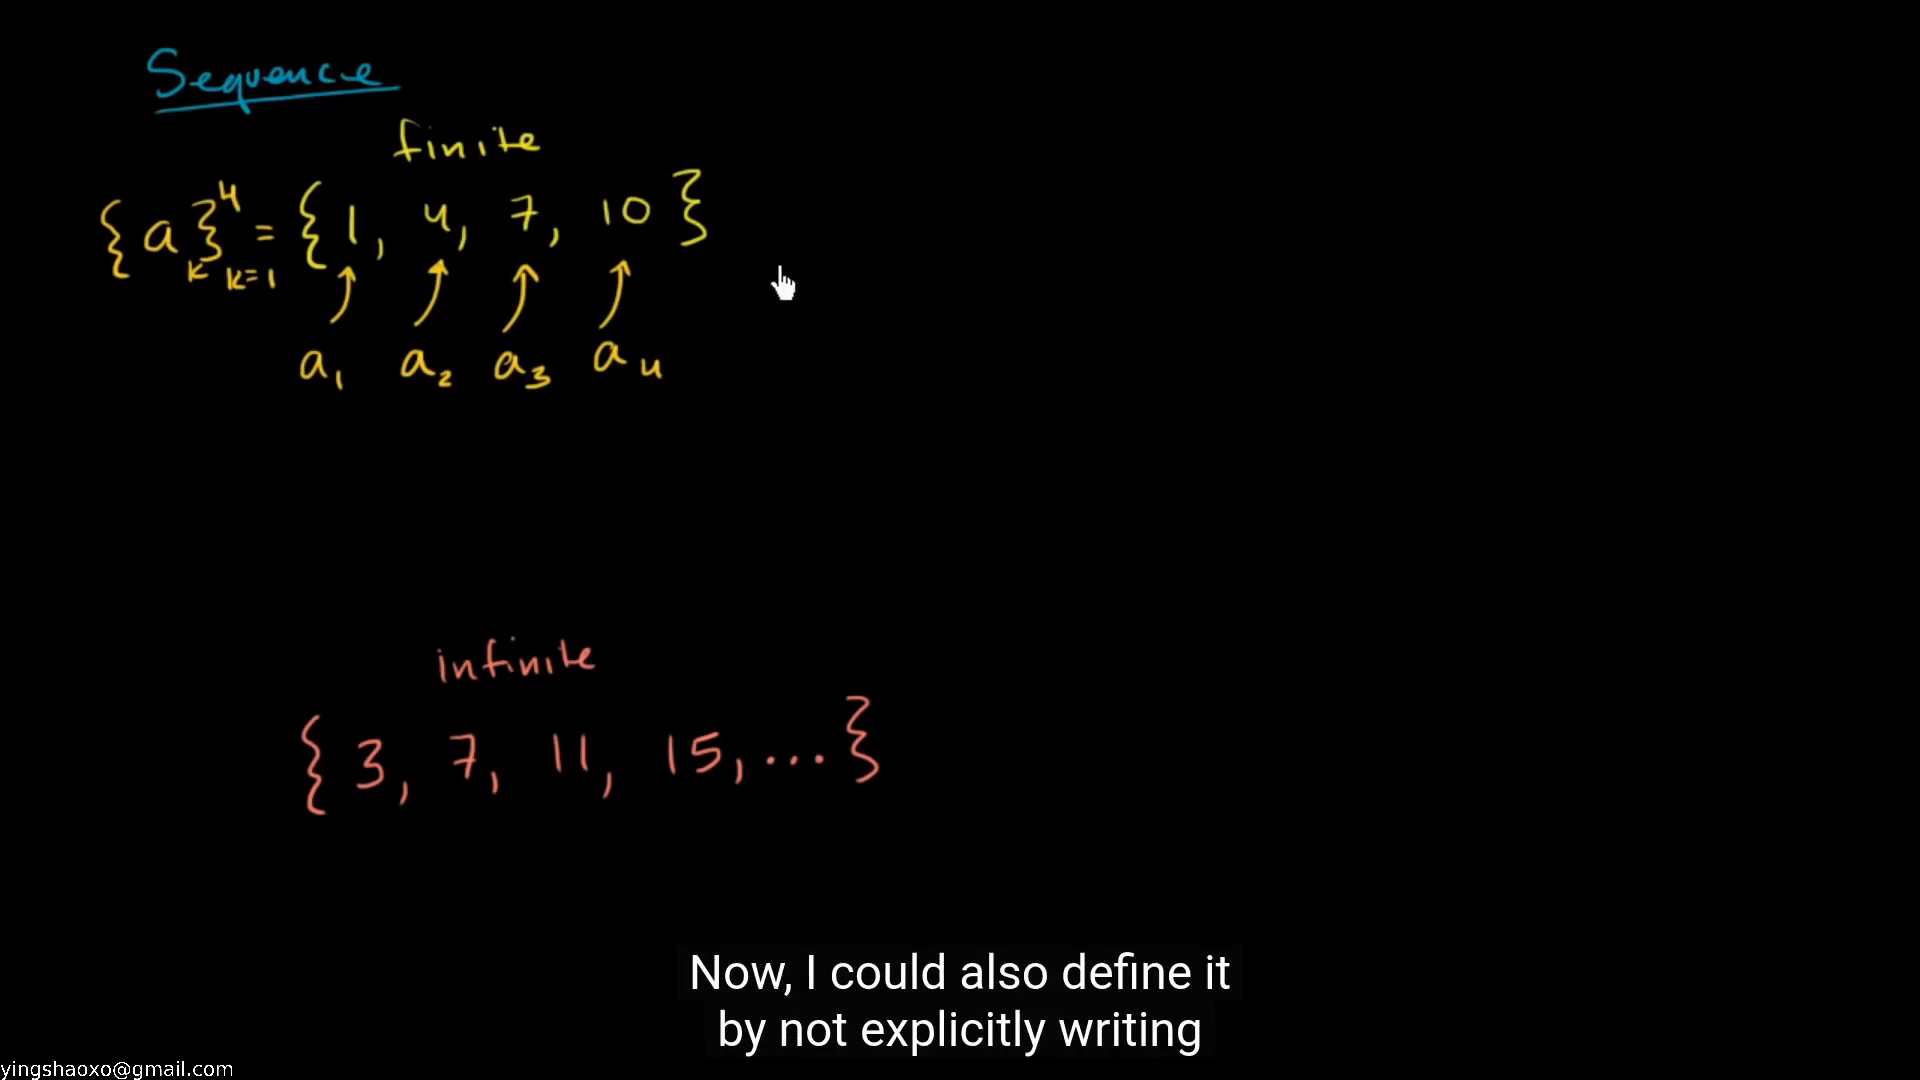 Sequence
finite
{a_k}^4_{k=1} = {1, 4, 7, 10}
a_1 a_2 a_3 a_4
infinite
{3, 7, 11, 15, ...}
Now, I could also define it
by not explicitly writing
yingshaoxo@gmail.com